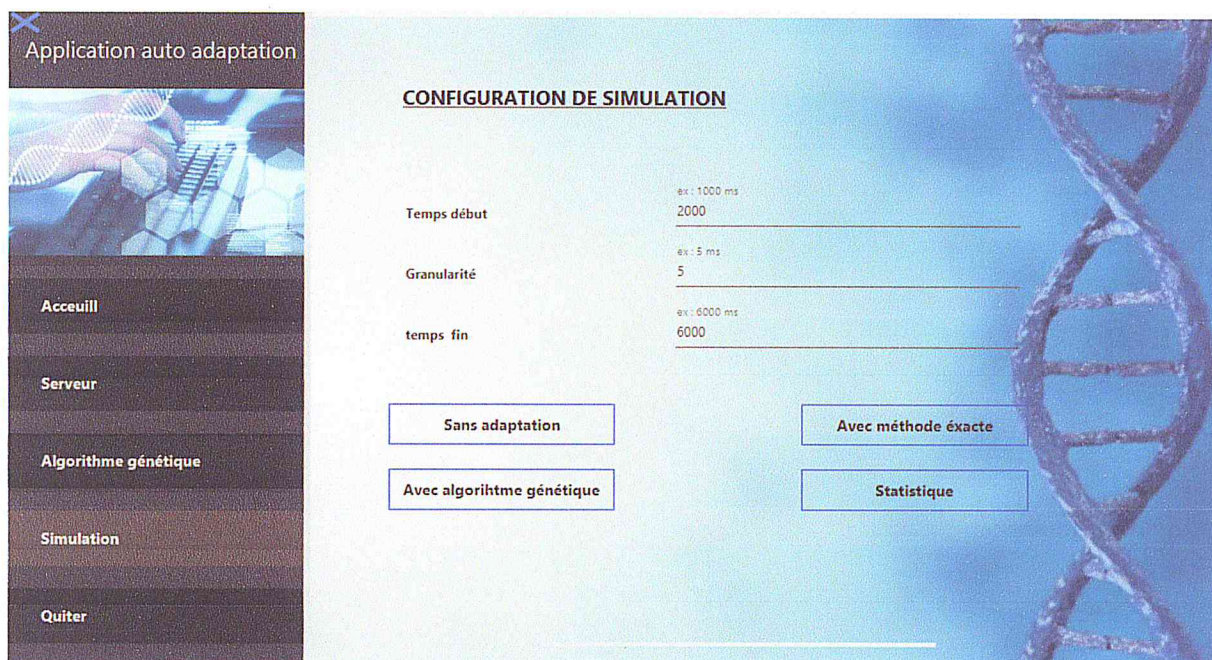 Application auto adaptation
Acceuill
Serveur
Algorithme génétique
Simulation
Quiter
CONFIGURATION DE SIMULATION
ex : 1000 ms
Temps début
2000
ex : 5 ms
Granularité
5
ex : 6000 ms
temps fin
6000
Sans adaptation
Avec méthode éxacte
Avec algorihtme génétique
Statistique